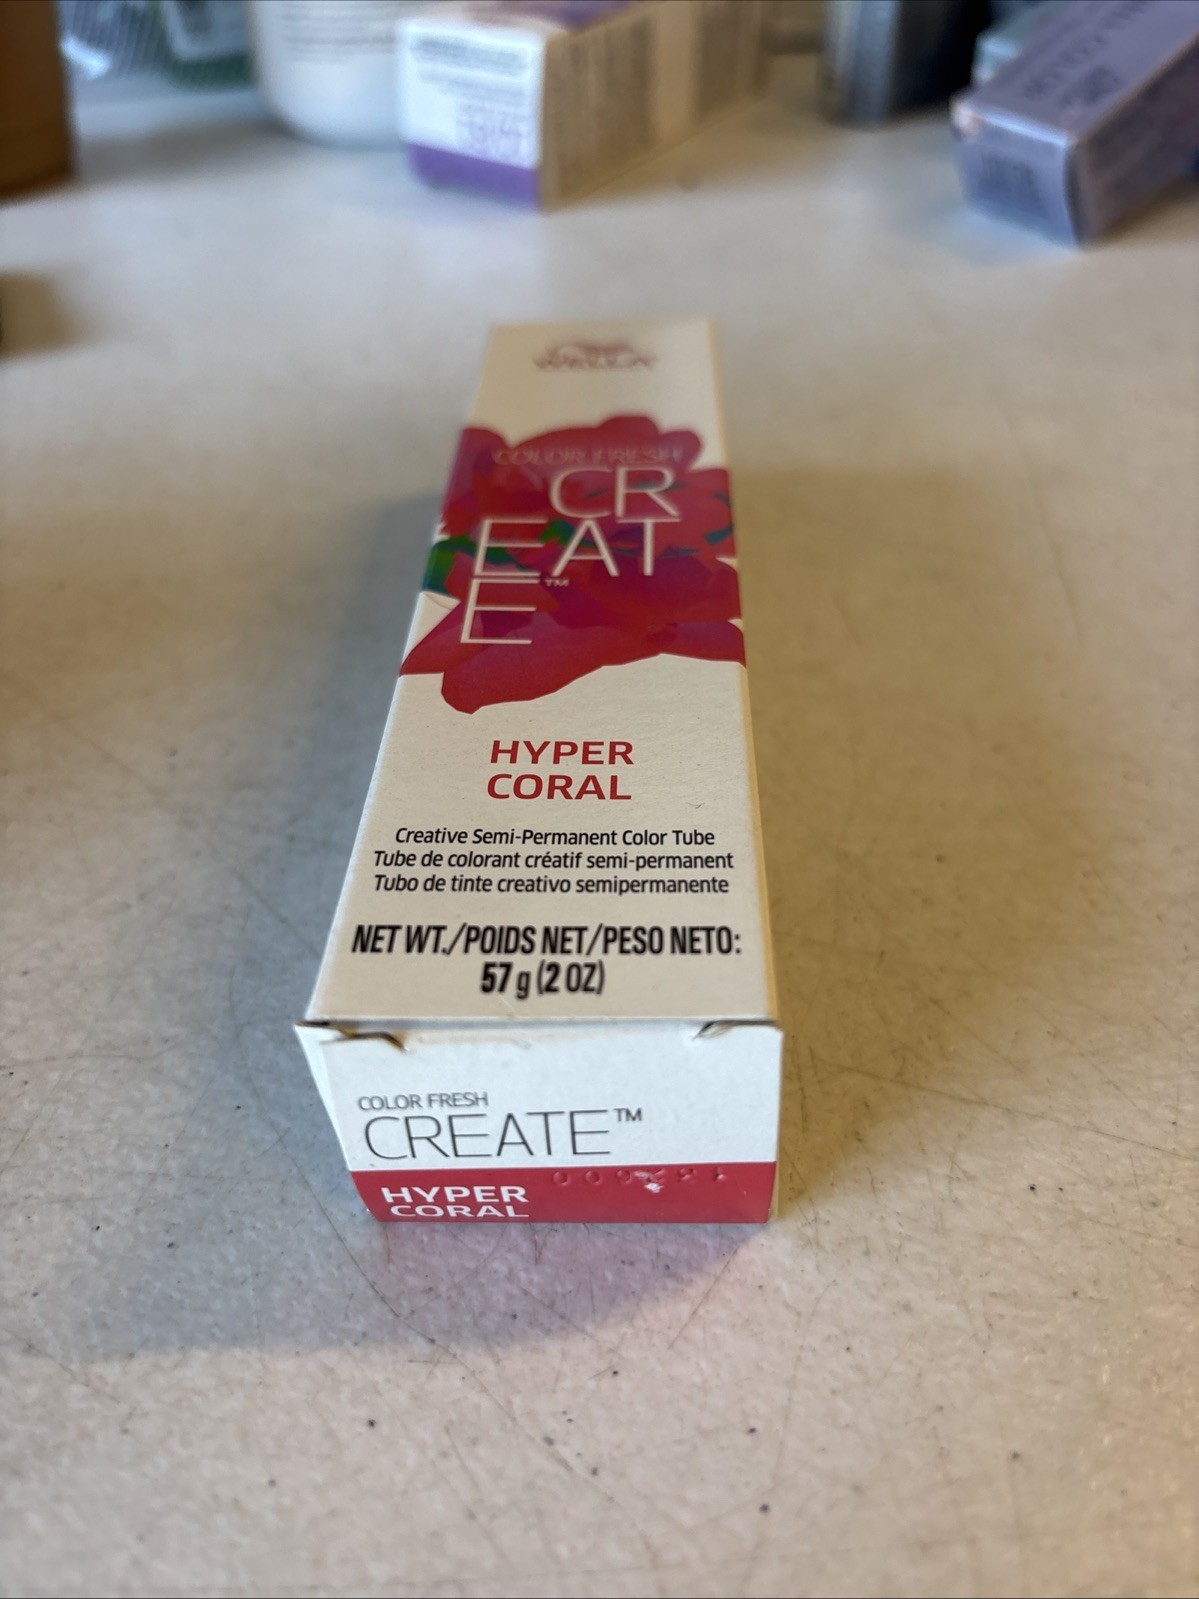 WELLA
COLOR FRESH
CR
EAT
E™
HYPER
CORAL
Creative Semi-Permanent Color Tube
Tube de colorant créatif semi-permanent
Tubo de tinte creativo semipermanente
NET WT./POIDS NET/PESO NETO:
57 g (2 OZ)
COLOR FRESH
CREATE™
HYPER
CORAL